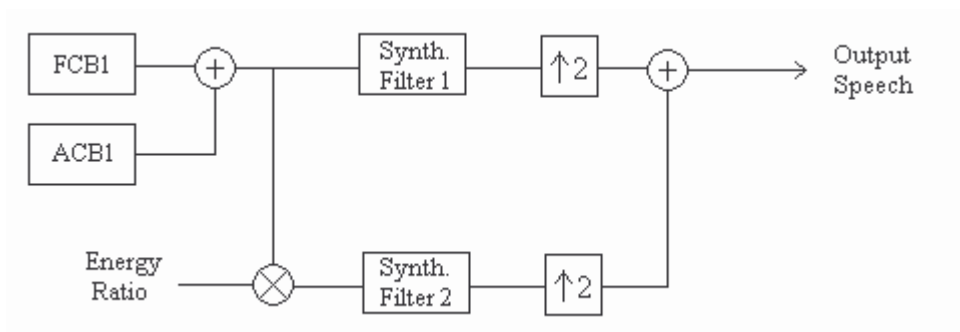 FCB1
Synth.
Filter 1
↑2
Output
Speech
ACB1
Energy
Ratio
Synth.
Filter 2
↑2